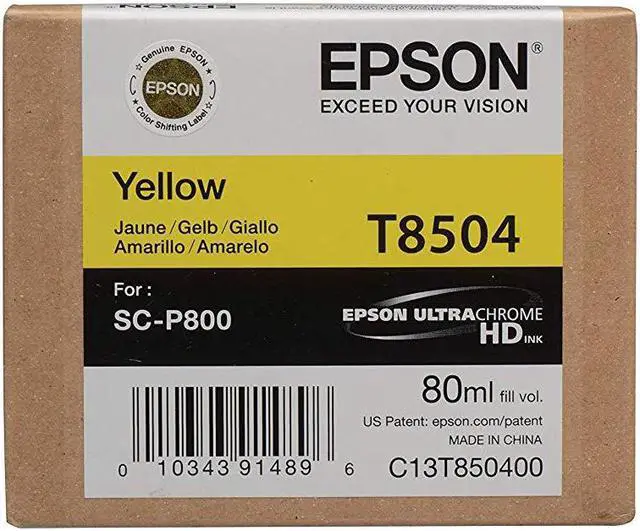 Genuine EPSON
EPSON
Color Shifting Label
EPSON®
EXCEED YOUR VISION
Yellow
Jaune/Gelb/Giallo
Amarillo/Amarelo
T8504
For :
SC-P800
EPSON ULTRACHROME
HD INK
80ml fill vol.
US Patent: epson.com/patent
MADE IN CHINA
0 10343 91489 6
C13T850400